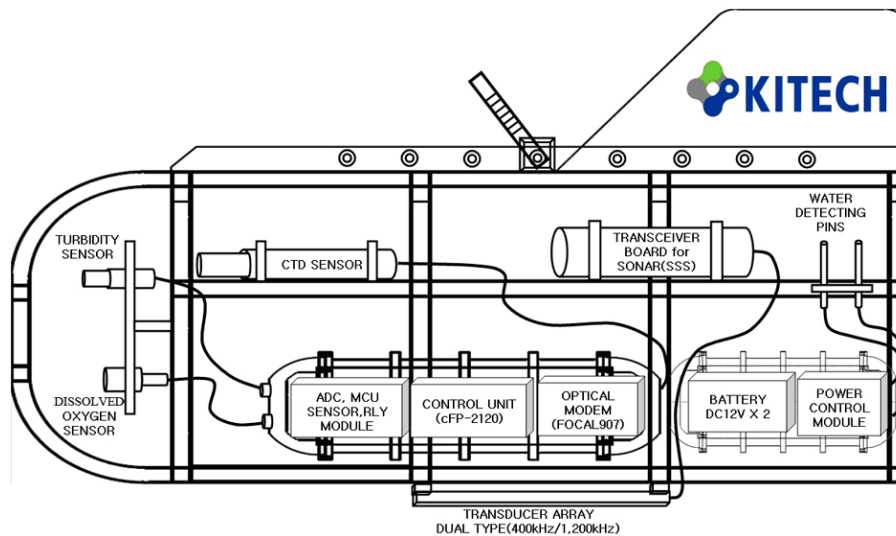 KITECH
WATER
DETECTING
PINS
TURBIDITY
SENSOR
CTD SENSOR
TRANSCEIVER
BOARD for
SONAR(SSS)
DISSOLVED
OXYGEN
SENSOR
ADC, MCU
SENSOR,RLY
MODULE
CONTROL UNIT
(cFP-2120)
OPTICAL
MODEM
(FOCAL907)
BATTERY
DC12V X 2
POWER
CONTROL
MODULE
TRANSDUCER ARRAY
DUAL TYPE(400kHz/1,200kHz)